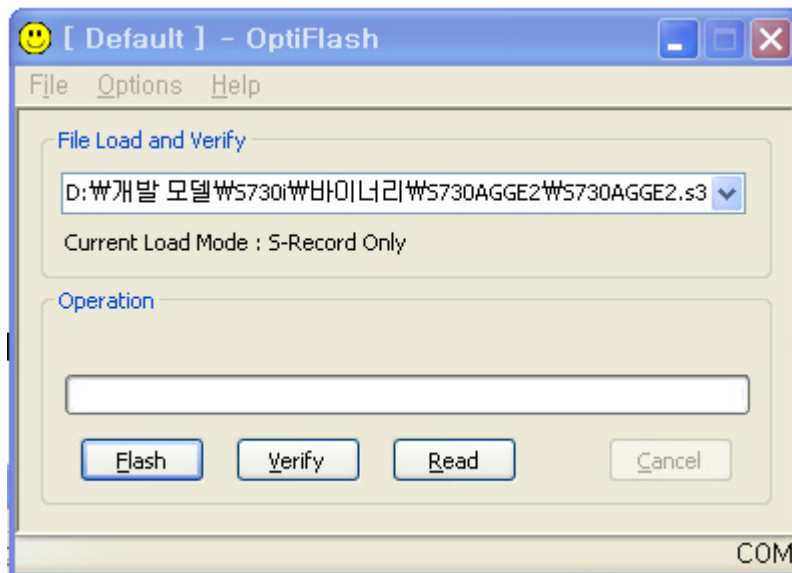 [ Default ] - OptiFlash
File Options Help
File Load and Verify
D:₩개발 모델₩S730i₩바이너리₩S730AGGE2₩S730AGGE2.s3
Current Load Mode : S-Record Only
Operation
Flash Verify Read Cancel
COM